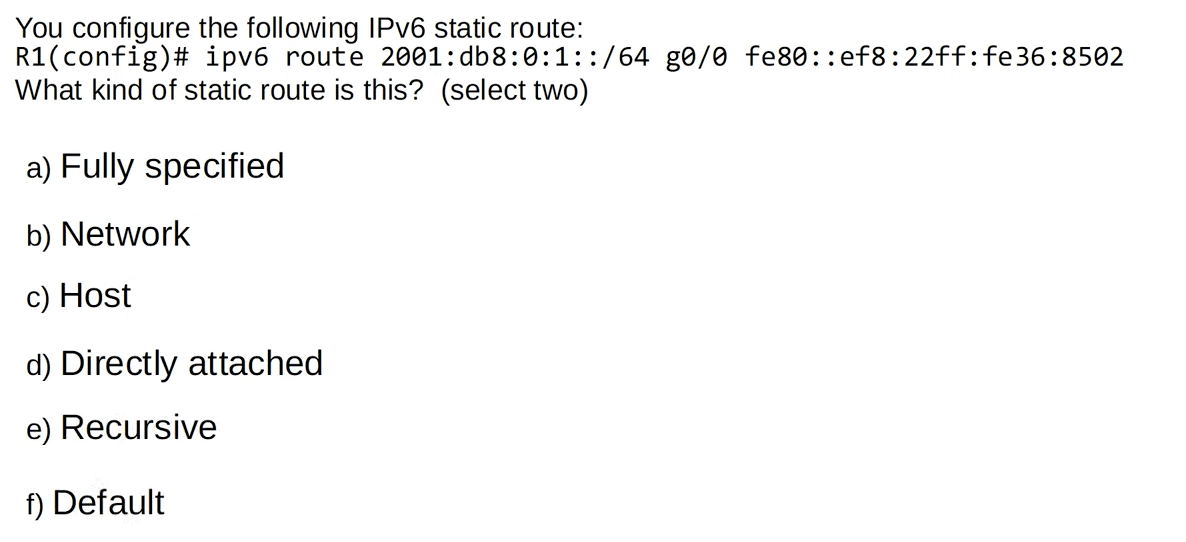 You configure the following IPv6 static route:
R1(config)# ipv6 route 2001:db8:0:1::/64 g0/0 fe80::ef8:22ff:fe36:8502
What kind of static route is this?  (select two)
a) Fully specified
b) Network
c) Host
d) Directly attached
e) Recursive
f) Default